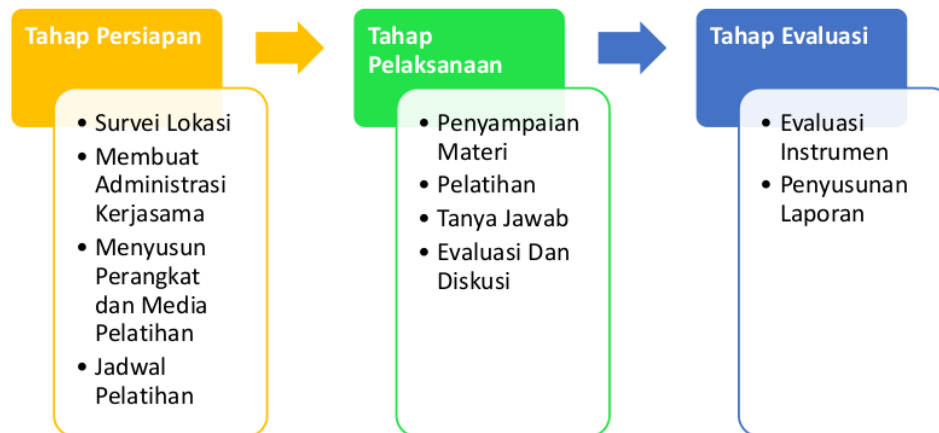 Tahap Persiapan
• Survei Lokasi
• Membuat
Administrasi
Kerjasama
• Menyusun
Perangkat
dan Media
Pelatihan
• Jadwal
Pelatihan
Tahap
Pelaksanaan
• Penyampaian
Materi
• Pelatihan
• Tanya Jawab
• Evaluasi Dan
Diskusi
Tahap Evaluasi
• Evaluasi
Instrumen
• Penyusunan
Laporan